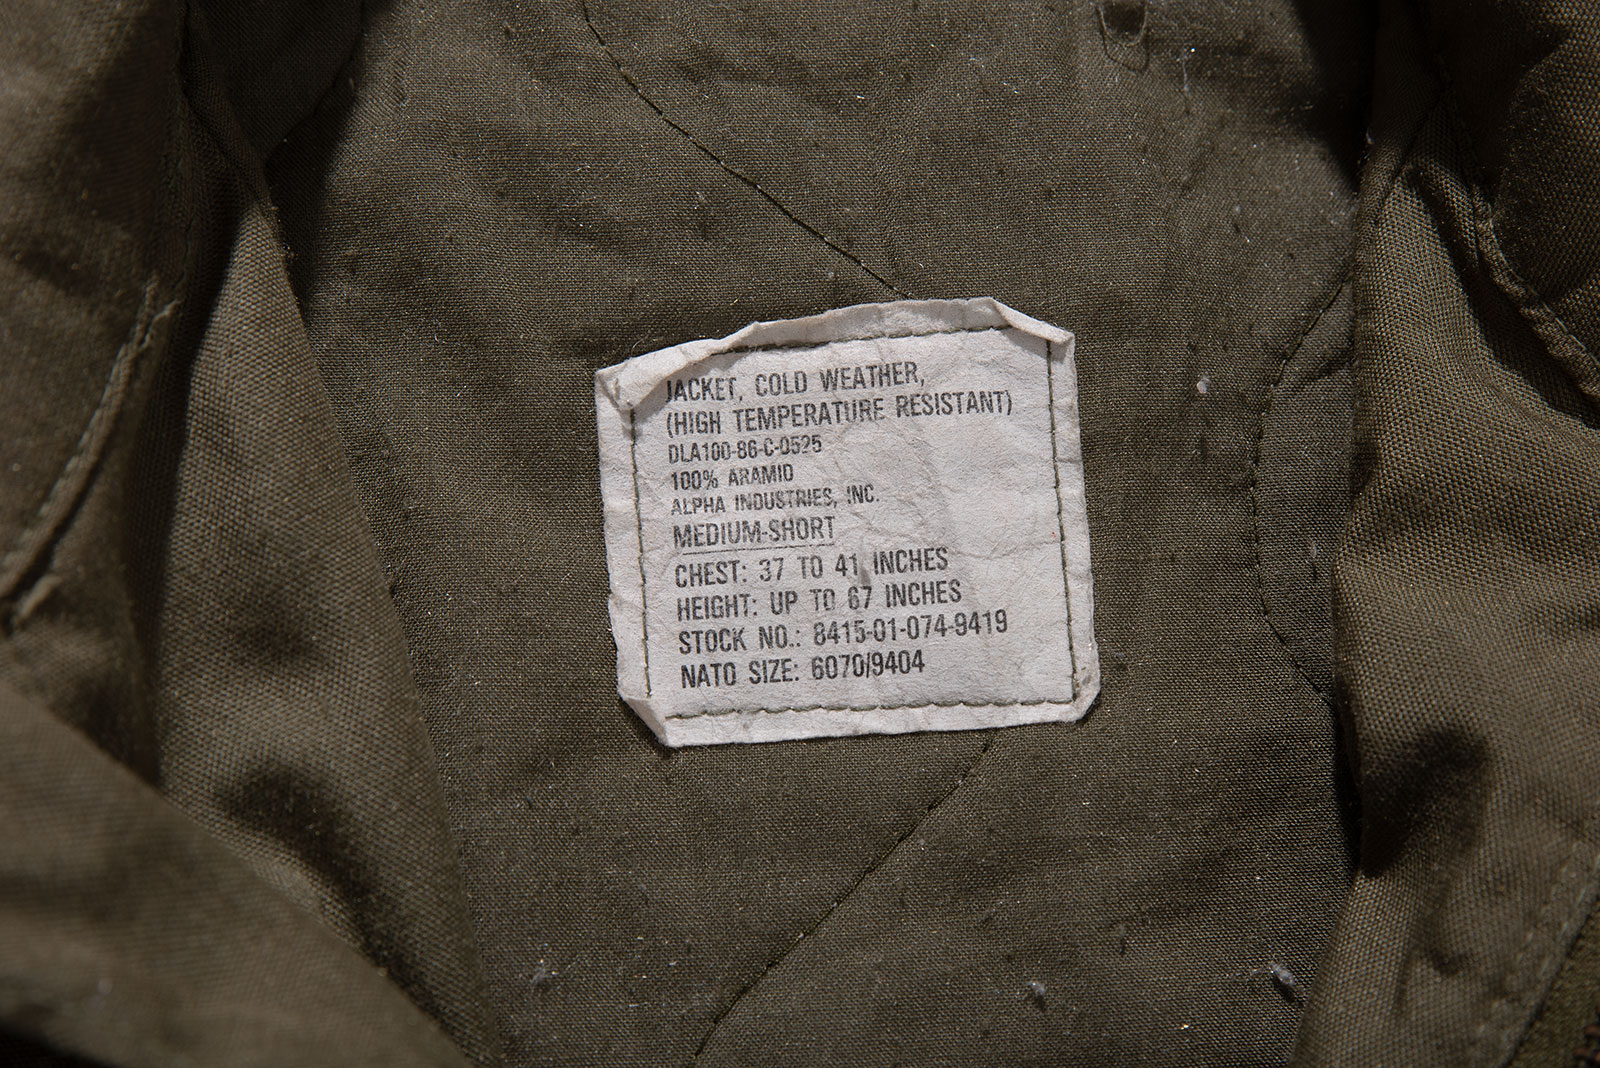 JACKET, COLD WEATHER,
(HIGH TEMPERATURE RESISTANT)
DLA100-86-C-0525
100% ARAMID
ALPHA INDUSTRIES, INC.
MEDIUM-SHORT
CHEST: 37 TO 41 INCHES
HEIGHT: UP TO 67 INCHES
STOCK NO.: 8415-01-074-9419
NATO SIZE: 6070/9404